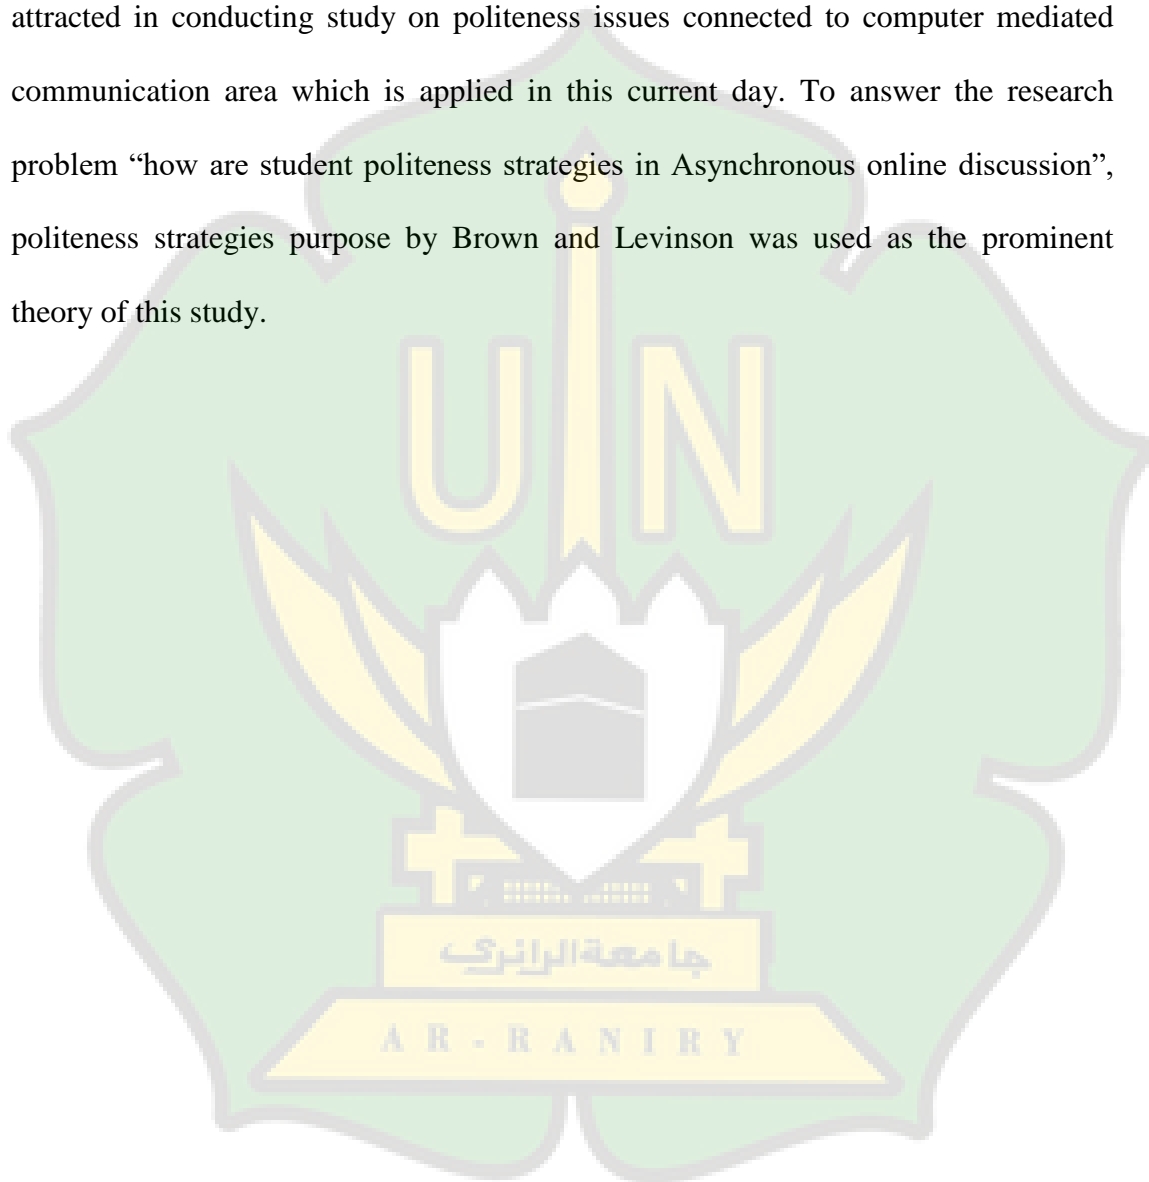 attracted in conducting study on politeness issues connected to computer mediated
communication area which is applied in this current day. To answer the research
problem “how are student politeness strategies in Asynchronous online discussion”,
politeness strategies purpose by Brown and Levinson was used as the prominent
theory of this study.
U N
جامعة الرانري
AR-RANIRY